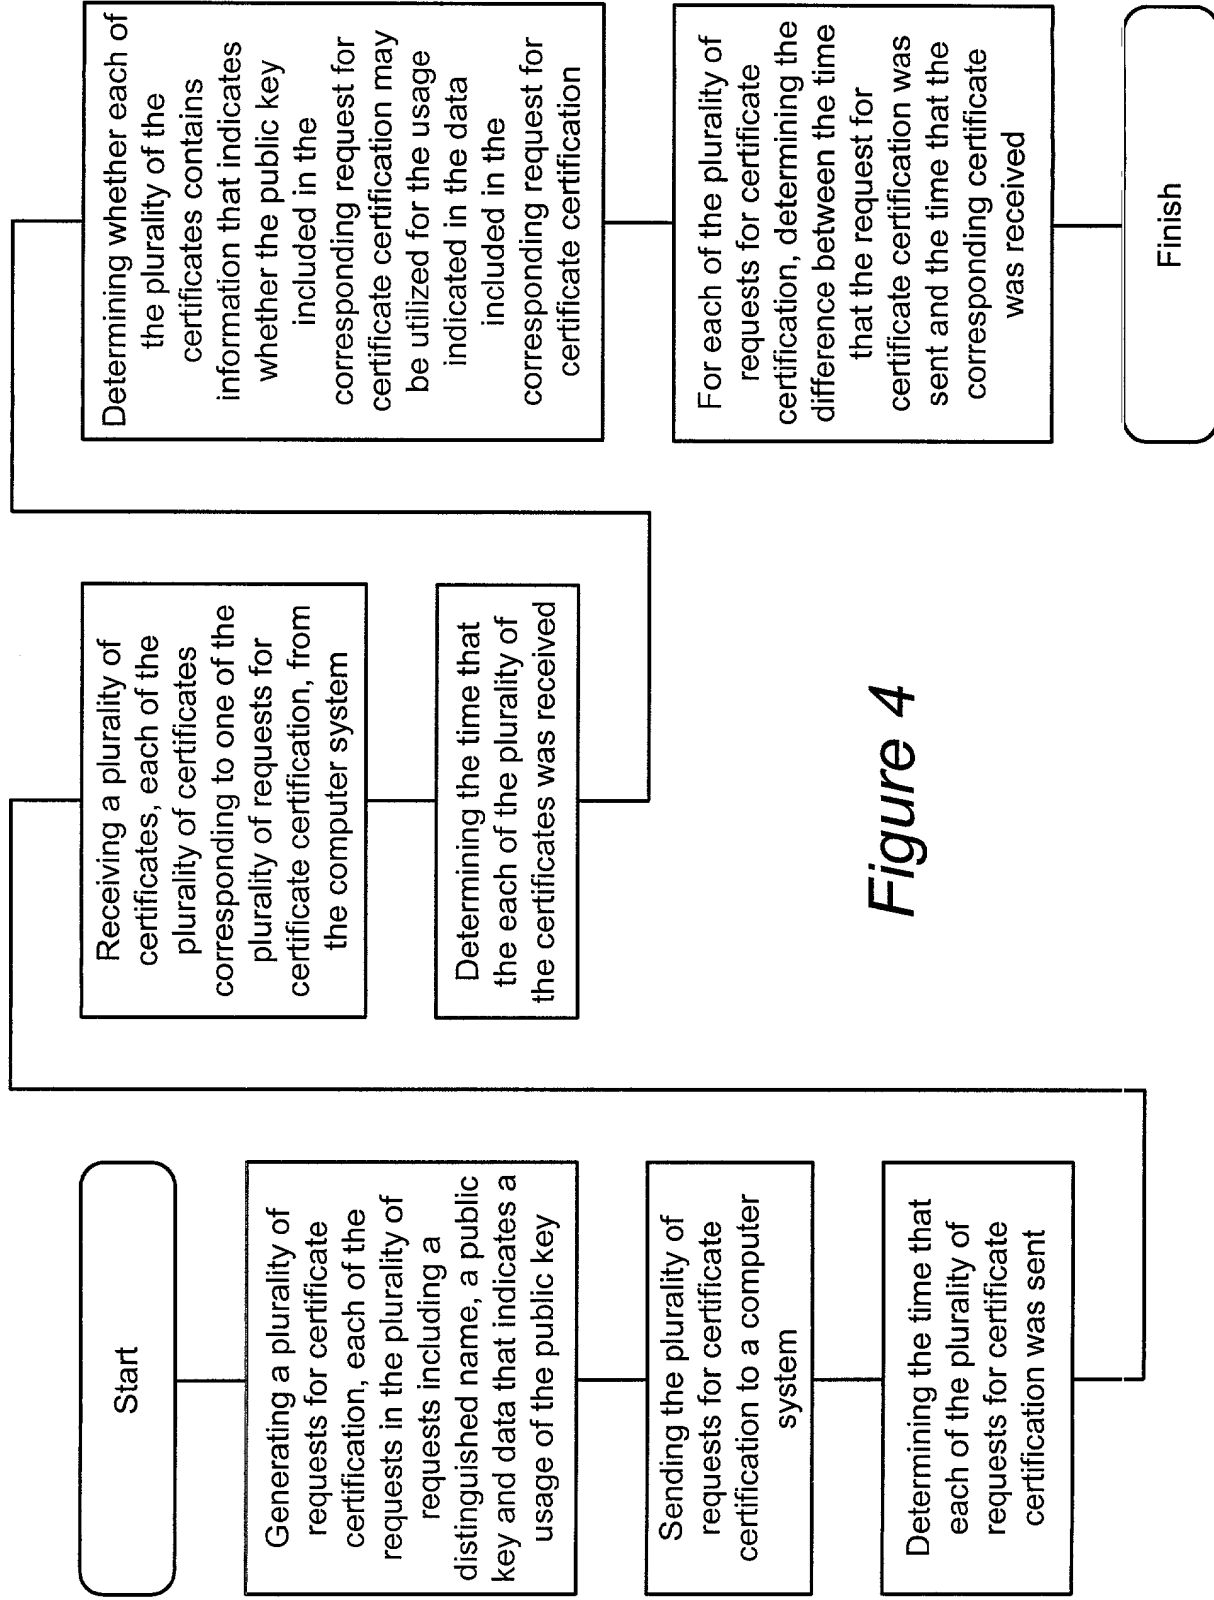 Start
Generating a plurality of
requests for certificate
certification, each of the
requests in the plurality of
requests including a
distinguished name, a public
key and data that indicates a
usage of the public key
Sending the plurality of
requests for certificate
certification to a computer
system
Determining the time that
each of the plurality of
requests for certificate
certification was sent
Receiving a plurality of
certificates, each of the
plurality of certificates
corresponding to one of the
plurality of requests for
certificate certification, from
the computer system
Determining the time that
the each of the plurality of
the certificates was received
Determining whether each of
the plurality of the
certificates contains
information that indicates
whether the public key
included in the
corresponding request for
certificate certification may
be utilized for the usage
indicated in the data
included in the
corresponding request for
certificate certification
For each of the plurality of
requests for certificate
certification, determining the
difference between the time
that the request for
certificate certification was
sent and the time that the
corresponding certificate
was received
Finish
Figure 4